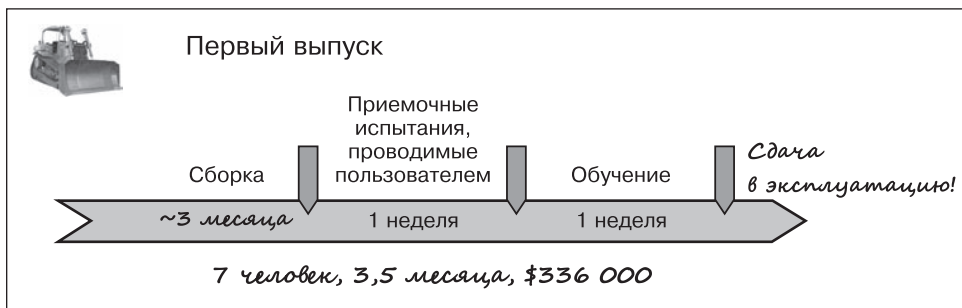 Первый выпуск
Приемочные
испытания,
проводимые
пользователем
Сборка
Обучение
Сдача
в эксплуатацию!
~3 месяца
1 неделя
1 неделя
7 человек, 3,5 месяца, $336 000